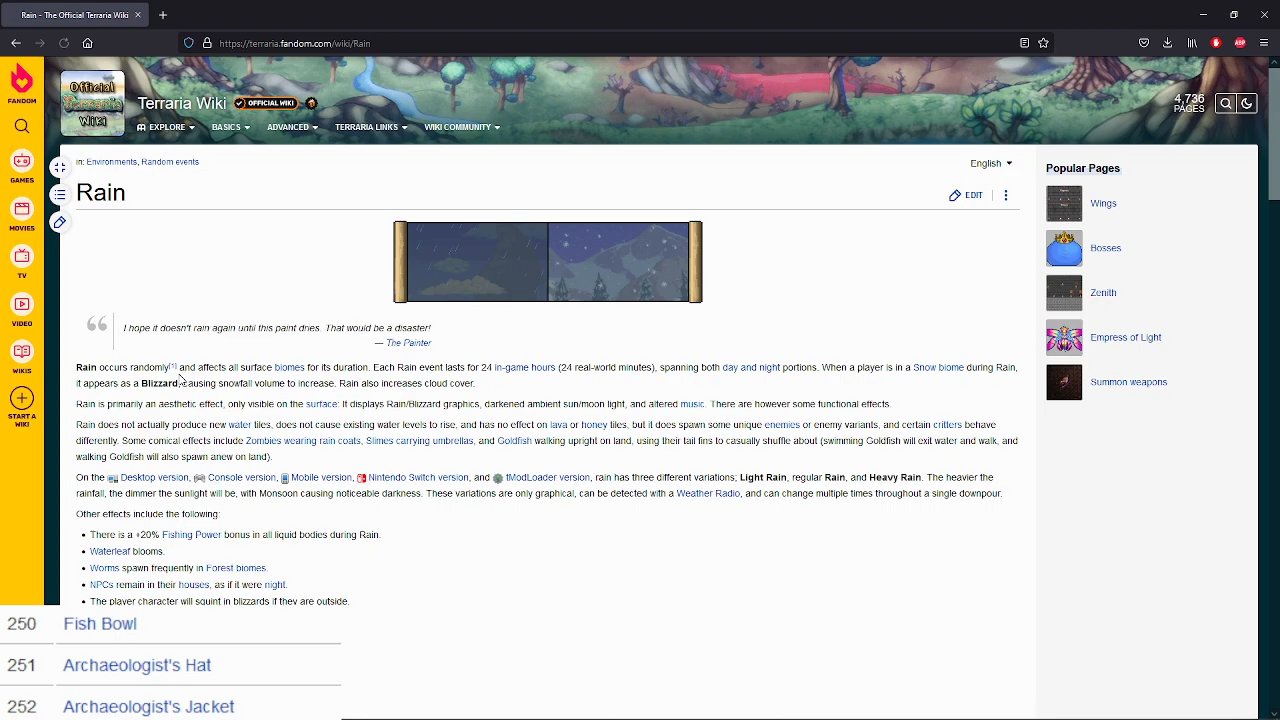 Rain - The Official Terraria Wiki
https://terraria.fandom.com/wiki/Rain
ABP
FANDOM
GAMES
MOVIES
TV
VIDEO
WIKIS
START A
WIKI
Official
Terraria
Wiki
Terraria Wiki
OFFICIAL WIKI
4,736
PAGES
EXPLORE
BASICS
ADVANCED
TERRARIA LINKS
WIKI COMMUNITY
in: Environments, Random events
English
Rain
EDIT
I hope it doesn't rain again until this paint dries. That would be a disaster!
— The Painter
Rain occurs randomly[1] and affects all surface biomes for its duration. Each Rain event lasts for 24 in-game hours (24 real-world minutes), spanning both day and night portions. When a player is in a Snow biome during Rain,
it appears as a Blizzard, causing snowfall volume to increase. Rain also increases cloud cover.
Rain is primarily an aesthetic effect, only visible on the surface: It employs Rain/Blizzard graphics, darkened ambient sun/moon light, and altered music. There are however some functional effects.
Rain does not actually produce new water tiles, does not cause existing water levels to rise, and has no effect on lava or honey tiles, but it does spawn some unique enemies or enemy variants, and certain critters behave
differently. Some comical effects include Zombies wearing rain coats, Slimes carrying umbrellas, and Goldfish walking upright on land, using their tail fins to casually shuffle about (swimming Goldfish will exit water and walk, and
walking Goldfish will also spawn anew on land).
On the Desktop version, Console version, Mobile version, Nintendo Switch version, and tModLoader version, rain has three different variations; Light Rain, regular Rain, and Heavy Rain. The heavier the
rainfall, the dimmer the sunlight will be, with Monsoon causing noticeable darkness. These variations are only graphical, can be detected with a Weather Radio, and can change multiple times throughout a single downpour.
Other effects include the following:
• There is a +20% Fishing Power bonus in all liquid bodies during Rain.
• Waterleaf blooms.
• Worms spawn frequently in Forest biomes.
• NPCs remain in their houses, as if it were night.
• The player character will squint in blizzards if they are outside.
Popular Pages
Wings
Bosses
Zenith
Empress of Light
Summon weapons
250 Fish Bowl
251 Archaeologist's Hat
252 Archaeologist's Jacket